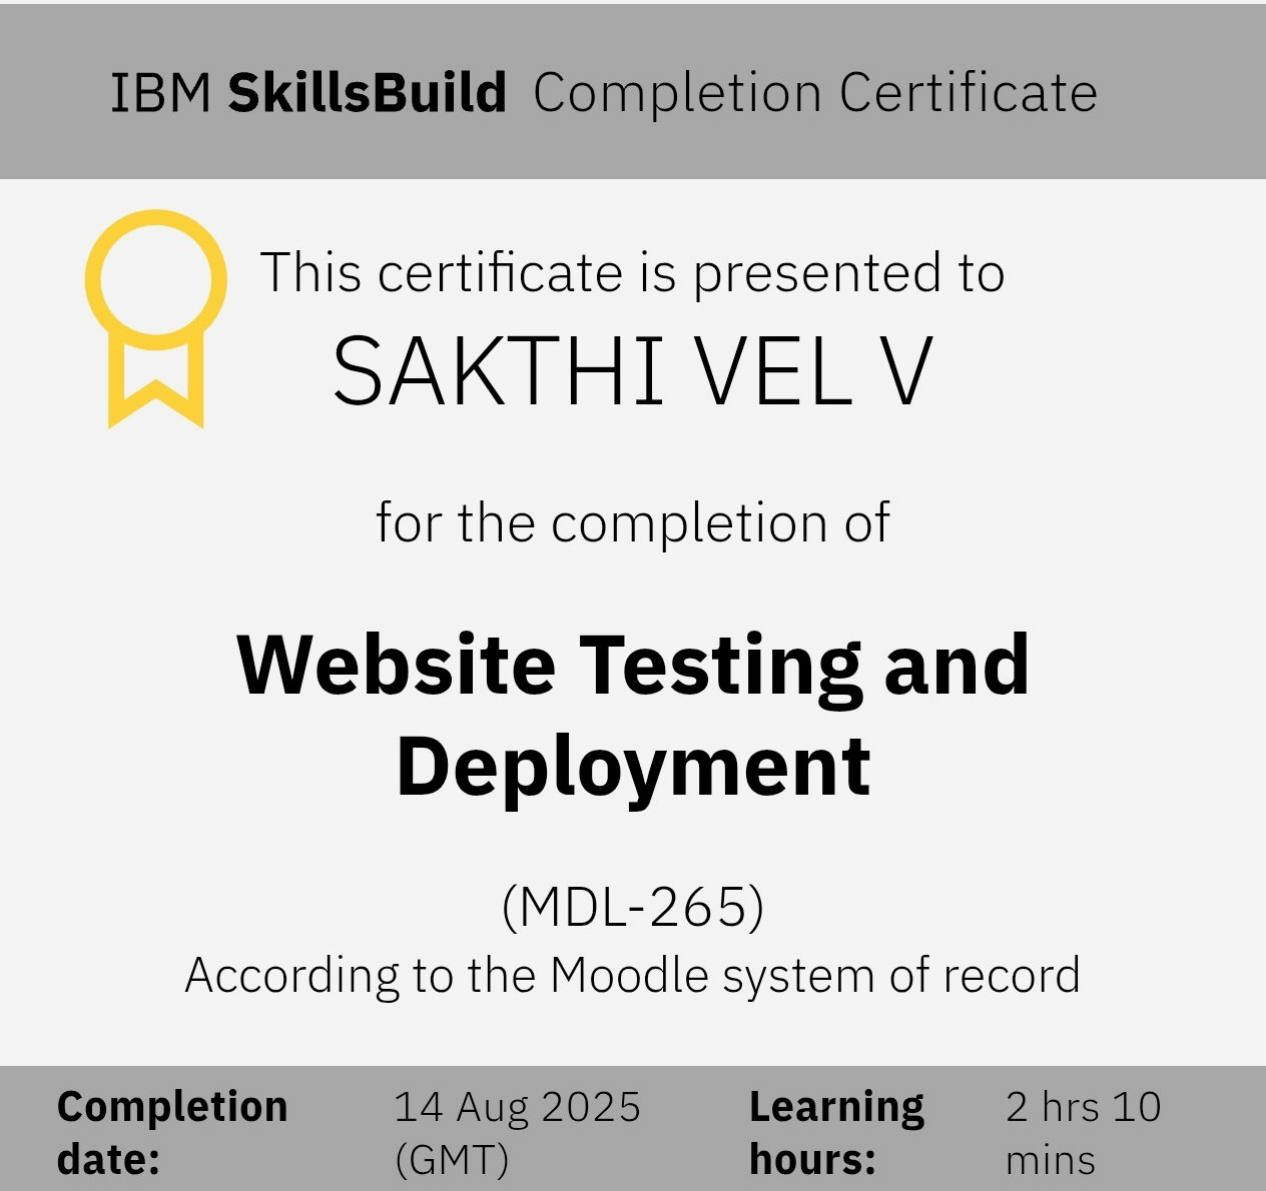 IBM SkillsBuild Completion Certificate
This certificate is presented to
SAKTHI VEL V
for the completion of
Website Testing and
Deployment
(MDL-265)
According to the Moodle system of record
Completion date: 14 Aug 2025 (GMT) Learning hours: 2 hrs 10 mins